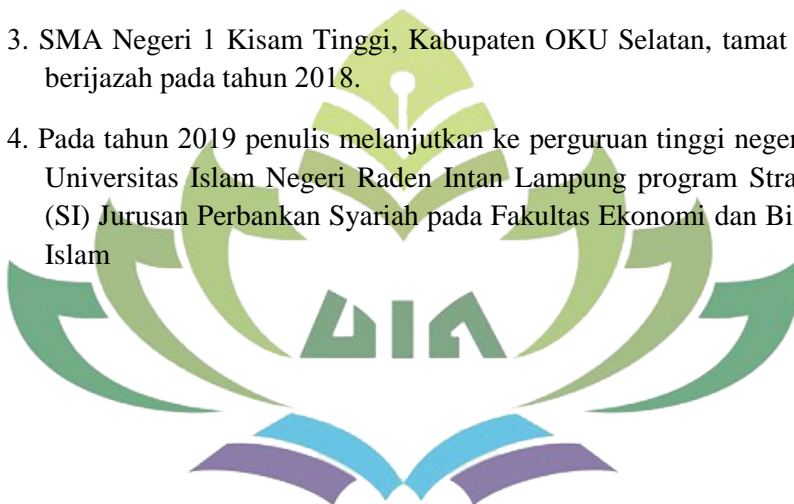 3. SMA Negeri 1 Kisam Tinggi, Kabupaten OKU Selatan, tamat
berijazah pada tahun 2018.
4. Pada tahun 2019 penulis melanjutkan ke perguruan tinggi neger
Universitas Islam Negeri Raden Intan Lampung program Stra
(SI) Jurusan Perbankan Syariah pada Fakultas Ekonomi dan Bi
Islam
UIN